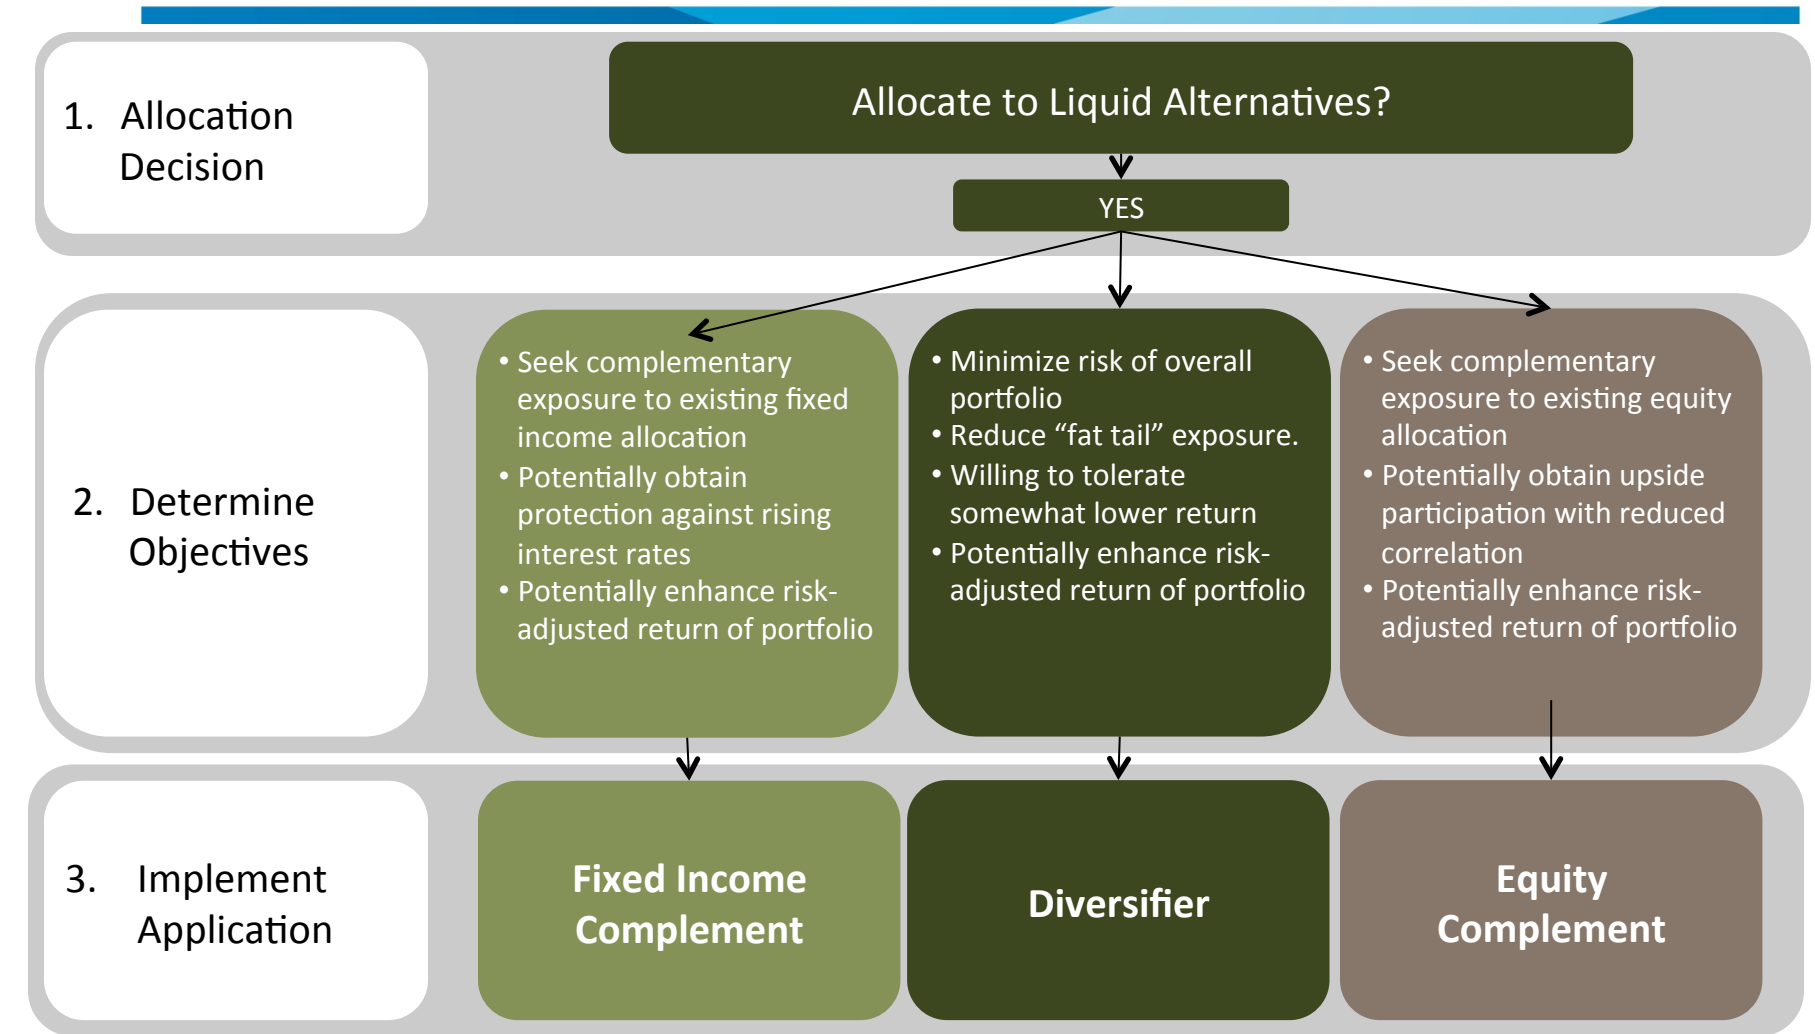 1. Allocation
Decision
Allocate to Liquid Alternatives?
YES
2. Determine
Objectives
• Seek complementary
exposure to existing fixed
income allocation
• Potentially obtain
protection against rising
interest rates
• Potentially enhance risk-
adjusted return of portfolio
• Minimize risk of overall
portfolio
• Reduce “fat tail” exposure.
• Willing to tolerate
somewhat lower return
• Potentially enhance risk-
adjusted return of portfolio
• Seek complementary
exposure to existing equity
allocation
• Potentially obtain upside
participation with reduced
correlation
• Potentially enhance risk-
adjusted return of portfolio
3. Implement
Application
Fixed Income
Complement
Diversifier
Equity
Complement